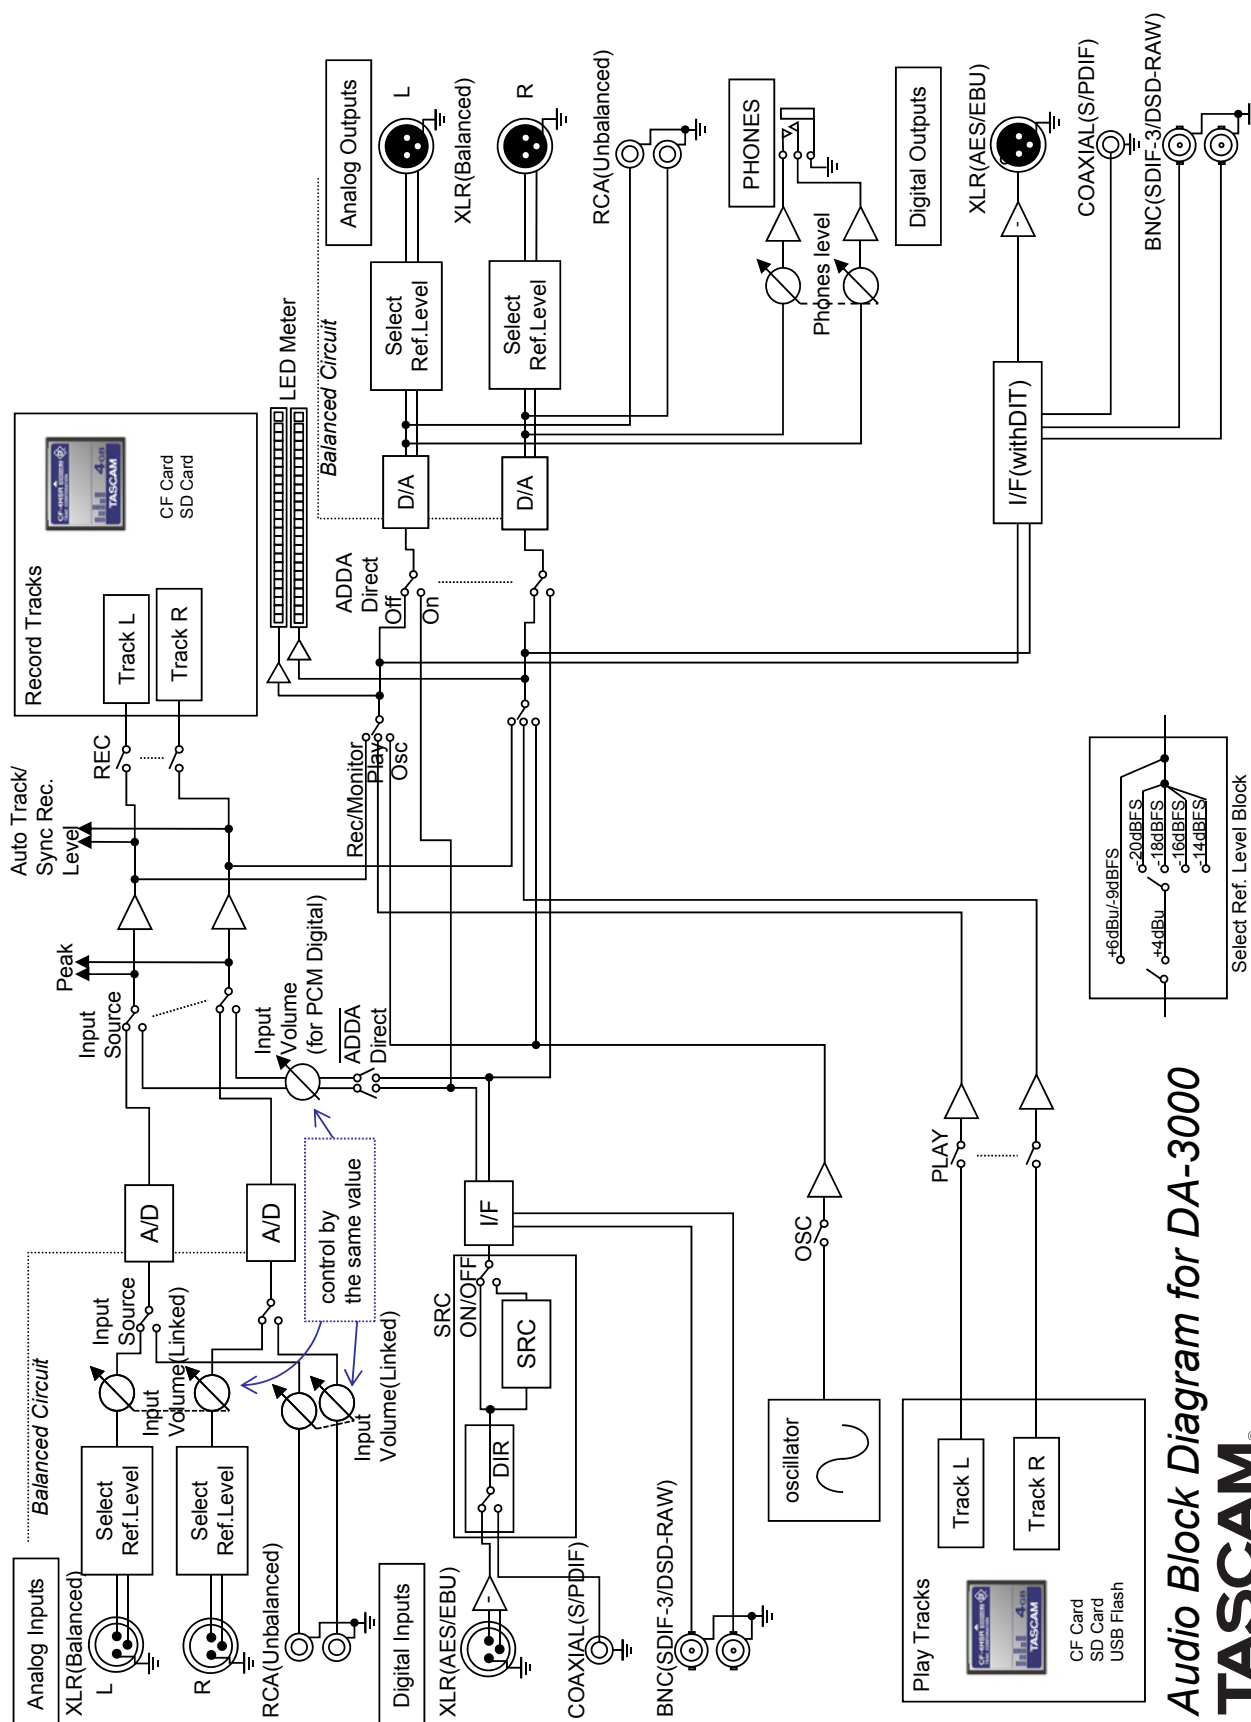 Analog Inputs
XLR(Balanced)
L
R
RCA(Unbalanced)
Balanced Circuit
Select
Ref.Level
Select
Ref.Level
Input
Volume(Linked)
Input
Volume(Linked)
Input
Source
A/D
A/D
control by
the same value
Input
Source
Peak
Auto Track/
Sync Rec.
Level
REC
Record Tracks
Track L
Track R
CF Card
SD Card
TASCAM
4GB
Input
Volume
(for PCM Digital)
ADDA
Direct
Digital Inputs
XLR(AES/EBU)
COAXIAL(S/PDIF)
BNC(SDIF-3/DSD-RAW)
DIR
SRC
ON/OFF
SRC
I/F
oscillator
OSC
Play Tracks
Track L
Track R
CF Card
SD Card
USB Flash
TASCAM
4GB
PLAY
Rec/Monitor
Play
Osc
LED Meter
ADDA
Direct
Off
On
Balanced Circuit
D/A
D/A
Select
Ref.Level
Select
Ref.Level
Analog Outputs
L
XLR(Balanced)
R
RCA(Unbalanced)
PHONES
Phones level
Digital Outputs
XLR(AES/EBU)
COAXIAL(S/PDIF)
BNC(SDIF-3/DSD-RAW)
I/F(withDIT)
+6dBu/-9dBFS
+4dBu
-20dBFS
-18dBFS
-16dBFS
-14dBFS
Select Ref. Level Block
Audio Block Diagram for DA-3000
TASCAM®